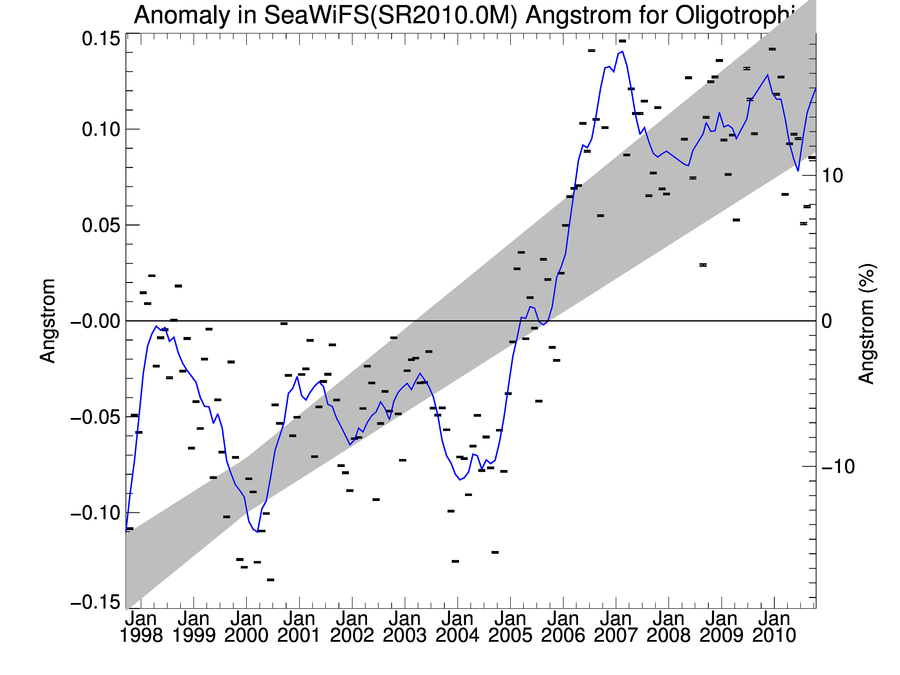 Anomaly in SeaWiFS(SR2010.0M) Angstrom for Oligotrophi
0.15
0.10
0.05
−0.00
−0.05
−0.10
−0.15
Angstrom
10
0
−10
Angstrom (%)
Jan Jan Jan Jan Jan Jan Jan Jan Jan Jan Jan Jan Jan
1998 1999 2000 2001 2002 2003 2004 2005 2006 2007 2008 2009 2010